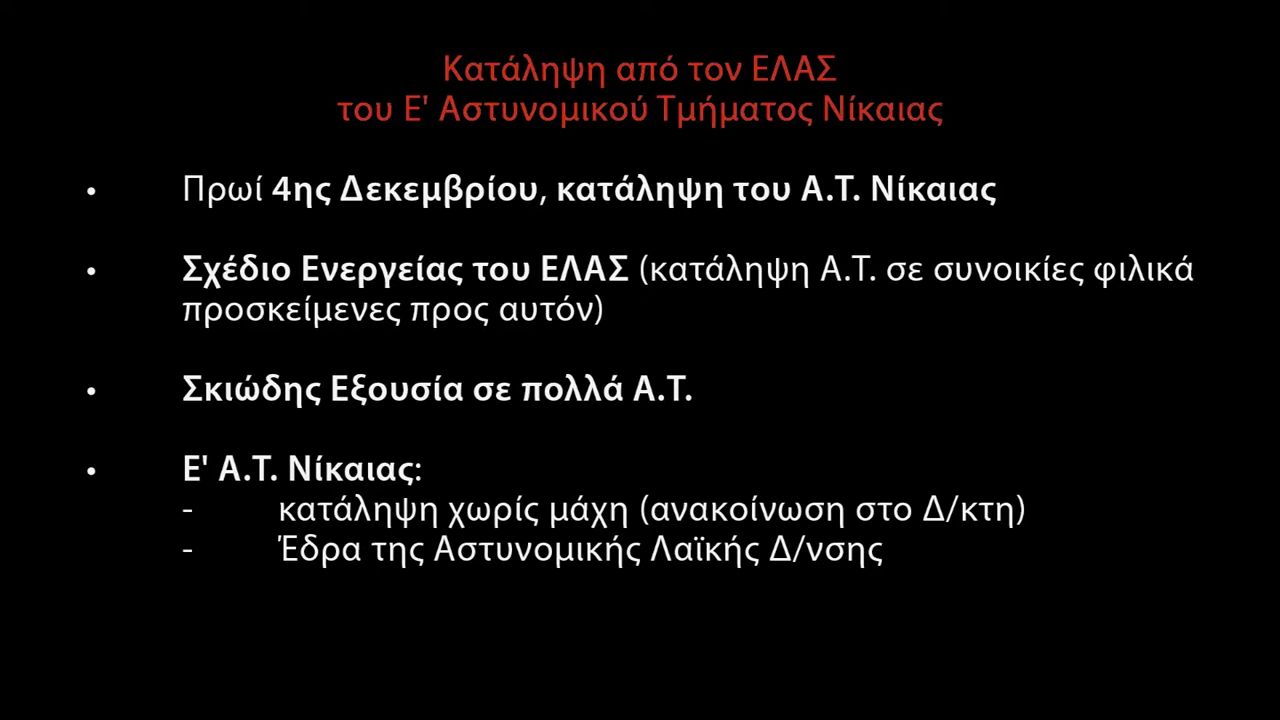 Κατάληψη από τον ΕΛΑΣ
του Ε' Αστυνομικού Τμήματος Νίκαιας
• Πρωί 4ης Δεκεμβρίου, κατάληψη του Α.Τ. Νίκαιας
• Σχέδιο Ενεργείας του ΕΛΑΣ (κατάληψη Α.Τ. σε συνοικίες φιλικά
προσκείμενες προς αυτόν)
• Σκιώδης Εξουσία σε πολλά Α.Τ.
• Ε' Α.Τ. Νίκαιας:
- κατάληψη χωρίς μάχη (ανακοίνωση στο Δ/κτη)
- Έδρα της Αστυνομικής Λαϊκής Δ/νσης